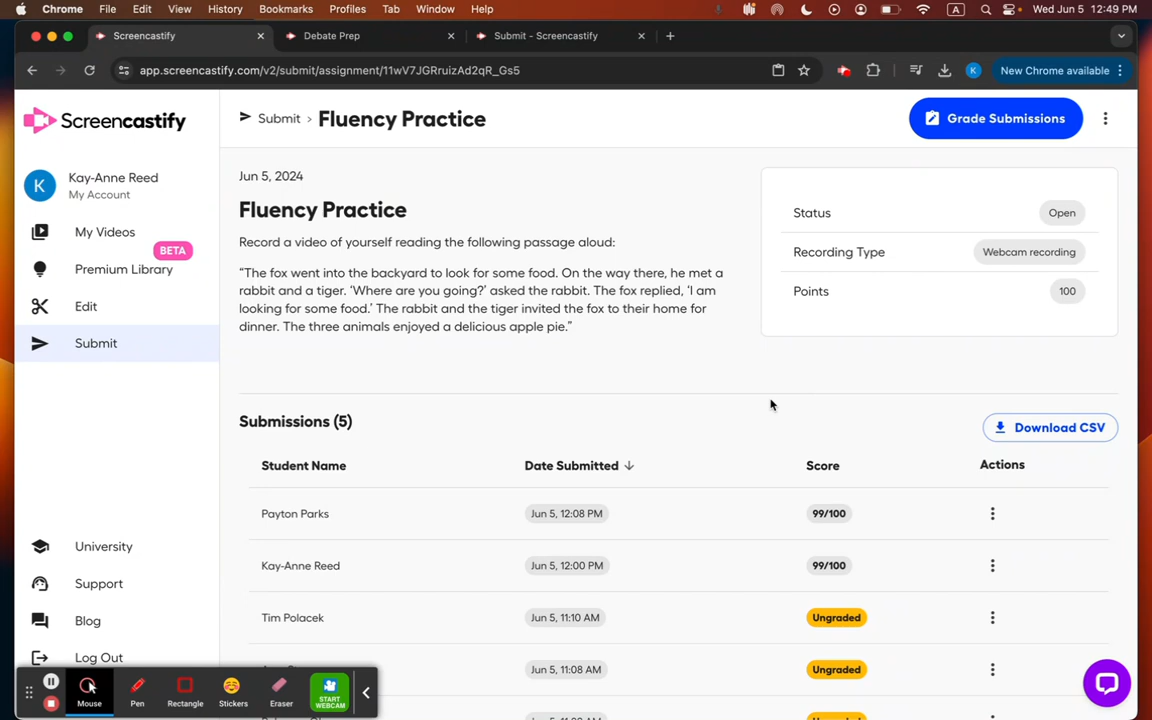 Chrome File Edit View History Bookmarks Profiles Tab Window Help A Wed Jun 5 12:49 PM
Screencastify Debate Prep Submit - Screencastify
app.screencastify.com/v2/submit/assignment/11wV7JGRruizAd2qR_Gs5 K New Chrome available
Screencastify
Submit › Fluency Practice
Grade Submissions
K
Kay-Anne Reed
My Account
My Videos
BETA
Premium Library
Edit
Submit
Jun 5, 2024
Fluency Practice
Record a video of yourself reading the following passage aloud:
“The fox went into the backyard to look for some food. On the way there, he met a
rabbit and a tiger. ‘Where are you going?’ asked the rabbit. The fox replied, ‘I am
looking for some food.’ The rabbit and the tiger invited the fox to their home for
dinner. The three animals enjoyed a delicious apple pie.”
Status Open
Recording Type Webcam recording
Points 100
Submissions (5)
Download CSV
Student Name Date Submitted Score Actions
Payton Parks Jun 5, 12:08 PM 99/100
Kay-Anne Reed Jun 5, 12:00 PM 99/100
Tim Polacek Jun 5, 11:10 AM Ungraded
Jun 5, 11:08 AM Ungraded
University
Support
Blog
Log Out
Mouse Pen Rectangle Stickers Eraser START
WEBCAM